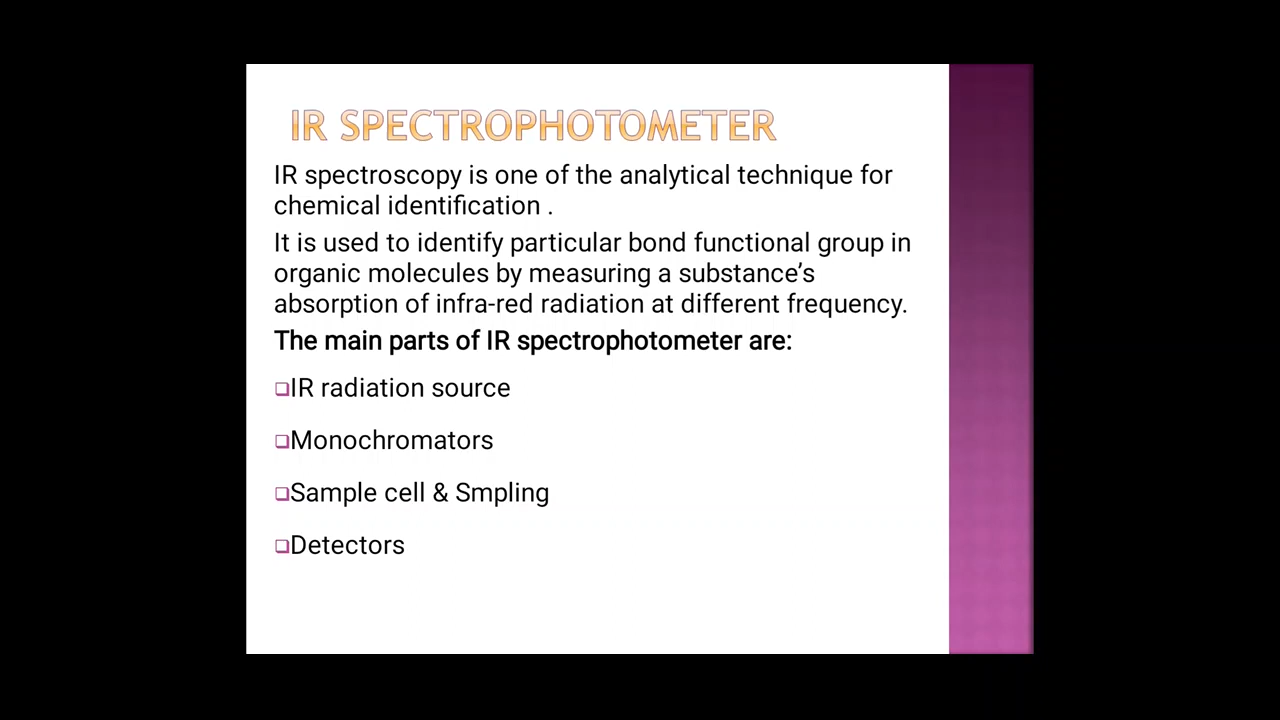 IR SPECTROPHOTOMETER
IR spectroscopy is one of the analytical technique for
chemical identification .
It is used to identify particular bond functional group in
organic molecules by measuring a substance’s
absorption of infra-red radiation at different frequency.
The main parts of IR spectrophotometer are:
❑IR radiation source
❑Monochromators
❑Sample cell & Smpling
❑Detectors